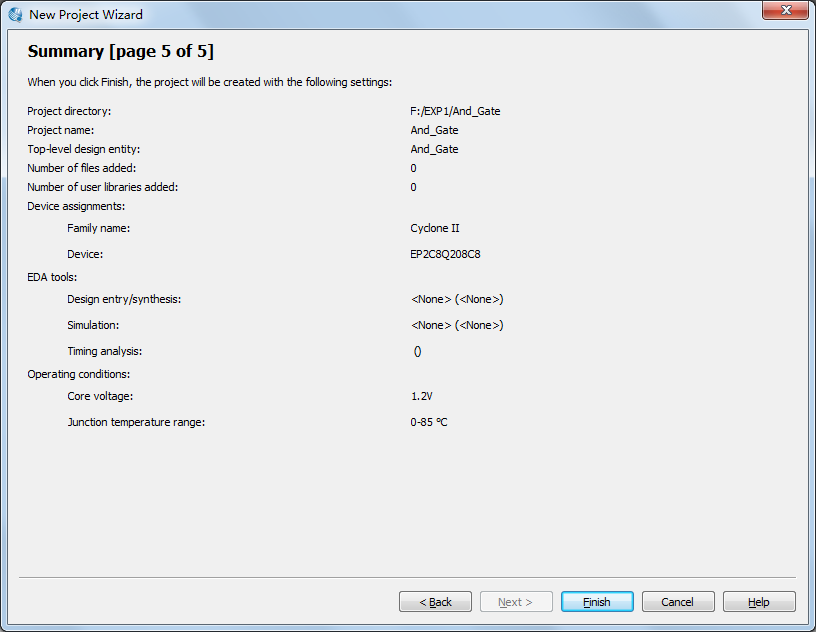 New Project Wizard
Summary [page 5 of 5]
When you click Finish, the project will be created with the following settings:
Project directory: F:/EXP1/And_Gate
Project name: And_Gate
Top-level design entity: And_Gate
Number of files added: 0
Number of user libraries added: 0
Device assignments:
Family name: Cyclone II
Device: EP2C8Q208C8
EDA tools:
Design entry/synthesis: <None> (<None>)
Simulation: <None> (<None>)
Timing analysis: ()
Operating conditions:
Core voltage: 1.2V
Junction temperature range: 0-85 °C
< Back Next > Finish Cancel Help